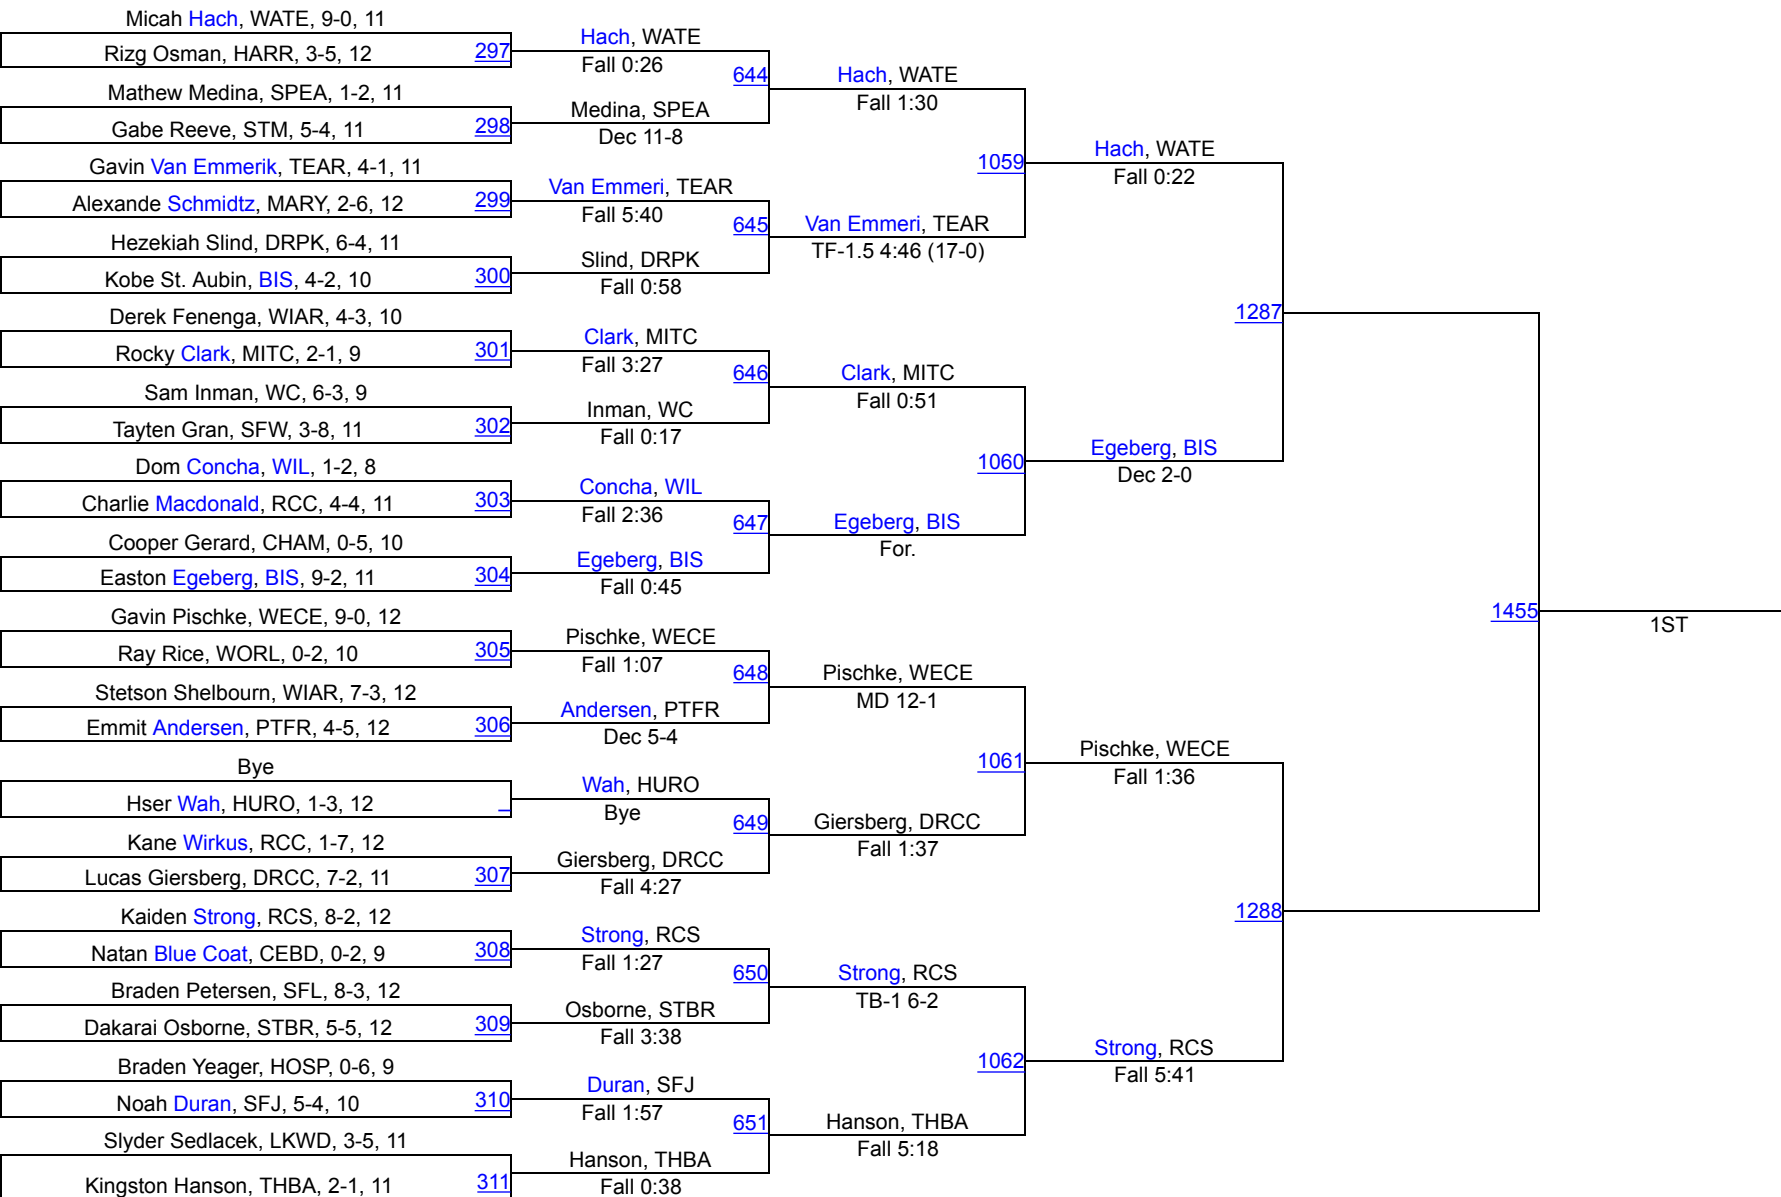 Micah Hach, WATE, 9-0, 11
Rizg Osman, HARR, 3-5, 12
297
Mathew Medina, SPEA, 1-2, 11
Gabe Reeve, STM, 5-4, 11
298
Gavin Van Emmerik, TEAR, 4-1, 11
Alexande Schmidtz, MARY, 2-6, 12
299
Hezekiah Slind, DRPK, 6-4, 11
Kobe St. Aubin, BIS, 4-2, 10
300
Derek Fenenga, WIAR, 4-3, 10
Rocky Clark, MITC, 2-1, 9
301
Sam Inman, WC, 6-3, 9
Tayten Gran, SFW, 3-8, 11
302
Dom Concha, WIL, 1-2, 8
Charlie Macdonald, RCC, 4-4, 11
303
Cooper Gerard, CHAM, 0-5, 10
Easton Egeberg, BIS, 9-2, 11
304
Gavin Pischke, WECE, 9-0, 12
Ray Rice, WORL, 0-2, 10
305
Stetson Shelbourn, WIAR, 7-3, 12
Emmit Andersen, PTFR, 4-5, 12
306
Bye
Hser Wah, HURO, 1-3, 12
Kane Wirkus, RCC, 1-7, 12
Lucas Giersberg, DRCC, 7-2, 11
307
Kaiden Strong, RCS, 8-2, 12
Natan Blue Coat, CEBD, 0-2, 9
308
Braden Petersen, SFL, 8-3, 12
Dakarai Osborne, STBR, 5-5, 12
309
Braden Yeager, HOSP, 0-6, 9
Noah Duran, SFJ, 5-4, 10
310
Slyder Sedlacek, LKWD, 3-5, 11
Kingston Hanson, THBA, 2-1, 11
311
Hach, WATE
Fall 0:26
644
Medina, SPEA
Dec 11-8
Van Emmeri, TEAR
Fall 5:40
645
Slind, DRPK
Fall 0:58
Clark, MITC
Fall 3:27
646
Inman, WC
Fall 0:17
Concha, WIL
Fall 2:36
647
Egeberg, BIS
Fall 0:45
Pischke, WECE
Fall 1:07
648
Andersen, PTFR
Dec 5-4
Wah, HURO
Bye
649
Giersberg, DRCC
Fall 4:27
Strong, RCS
Fall 1:27
650
Osborne, STBR
Fall 3:38
Duran, SFJ
Fall 1:57
651
Hanson, THBA
Fall 0:38
Hach, WATE
Fall 1:30
1059
Van Emmeri, TEAR
TF-1.5 4:46 (17-0)
Clark, MITC
Fall 0:51
1060
Egeberg, BIS
For.
Pischke, WECE
MD 12-1
1061
Giersberg, DRCC
Fall 1:37
Strong, RCS
TB-1 6-2
1062
Hanson, THBA
Fall 5:18
Hach, WATE
Fall 0:22
1287
Egeberg, BIS
Dec 2-0
Pischke, WECE
Fall 1:36
1288
Strong, RCS
Fall 5:41
1455
1ST